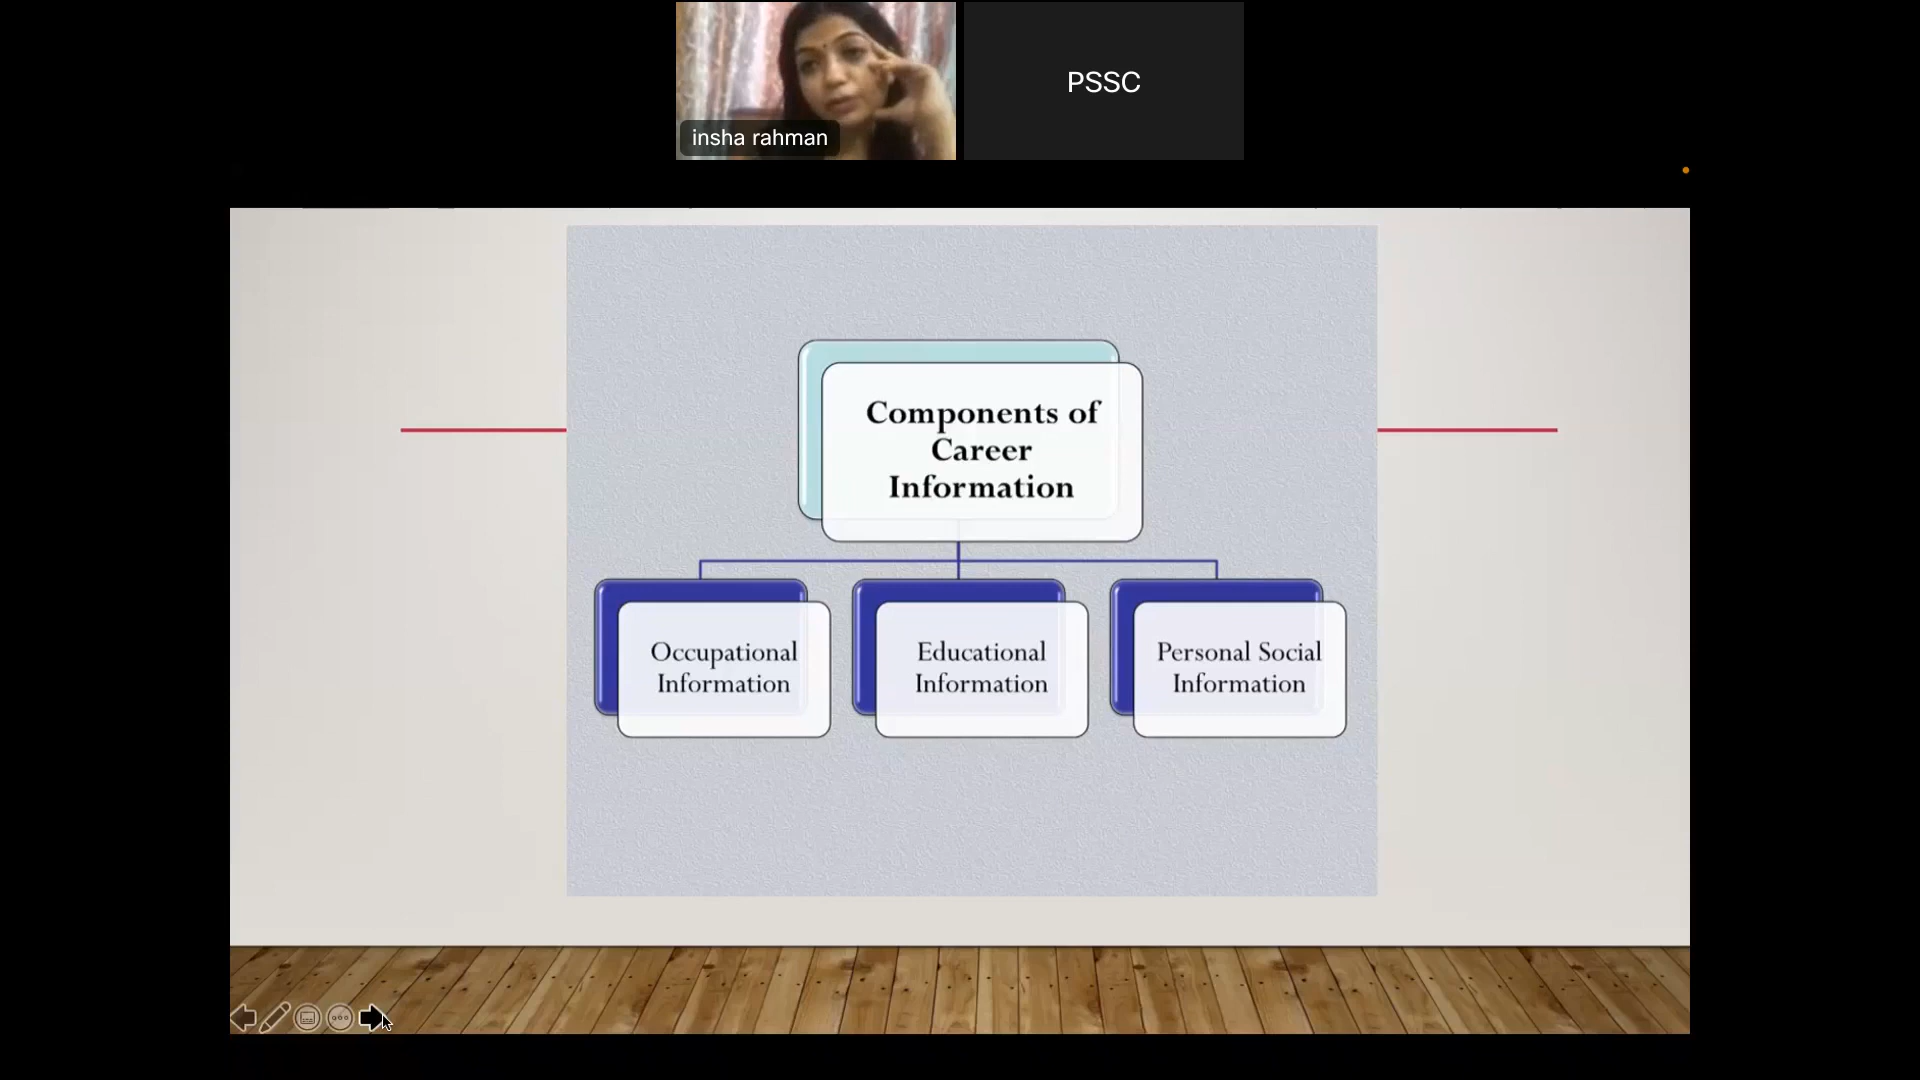 insha rahman
PSSC
Components of
Career
Information
Occupational
Information
Educational
Information
Personal Social
Information